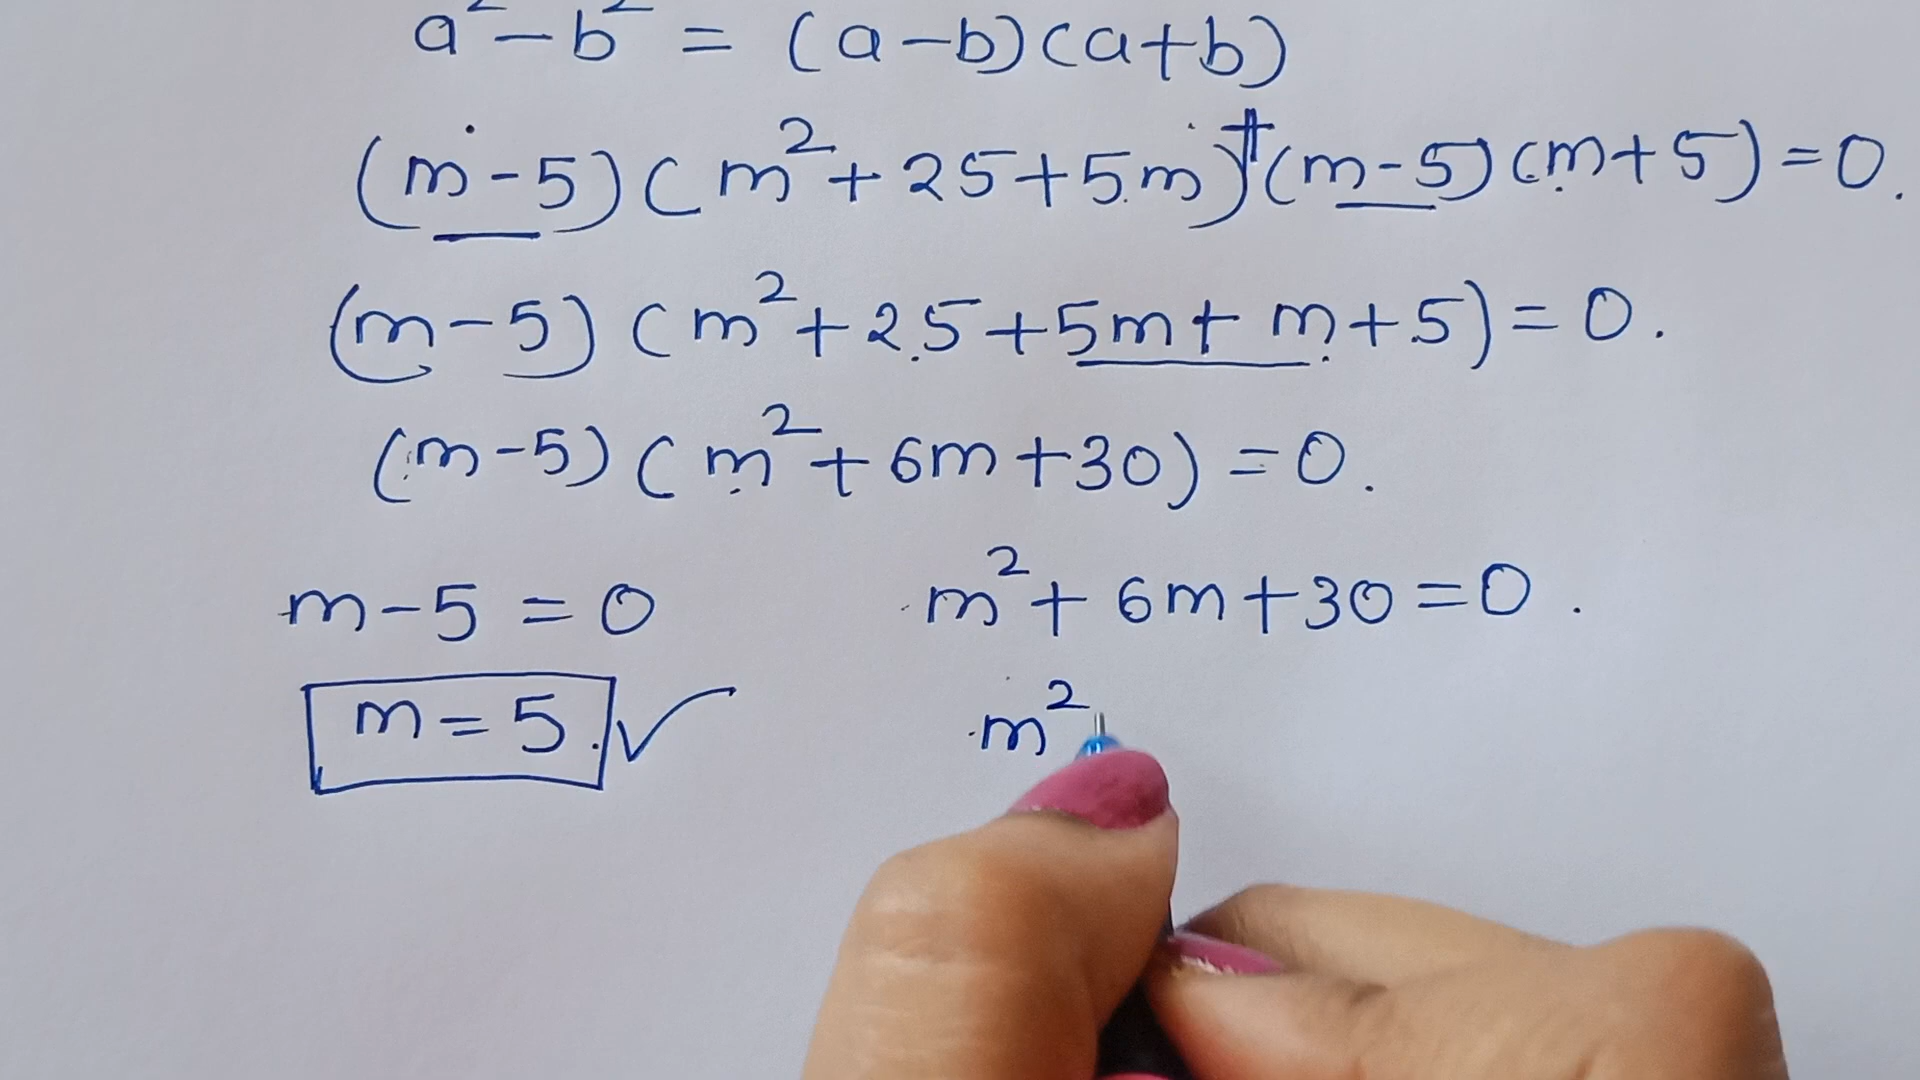 a² - b² = (a-b)(a+b)
(m-5)(m²+25+5m)+(m-5)(m+5)=0.
(m-5)(m²+25+5m+m+5)=0.
(m-5)(m²+6m+30)=0.
m-5=0 m²+6m+30=0.
m=5. ✓ m²